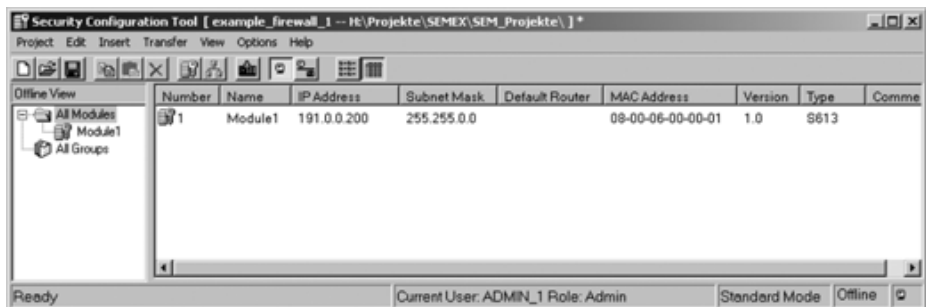 Security Configuration Tool [ example_firewall_1 -- H:\Projekte\SEMEX\SEM_Projekte\ ] *
Project Edit Insert Transfer View Options Help
Offline View
All Modules
Module1
All Groups
Number Name IP Address Subnet Mask Default Router MAC Address Version Type Comme
1 Module1 191.0.0.200 255.255.0.0 08-00-06-00-00-01 1.0 S613
Ready Current User: ADMIN_1 Role: Admin Standard Mode Offline